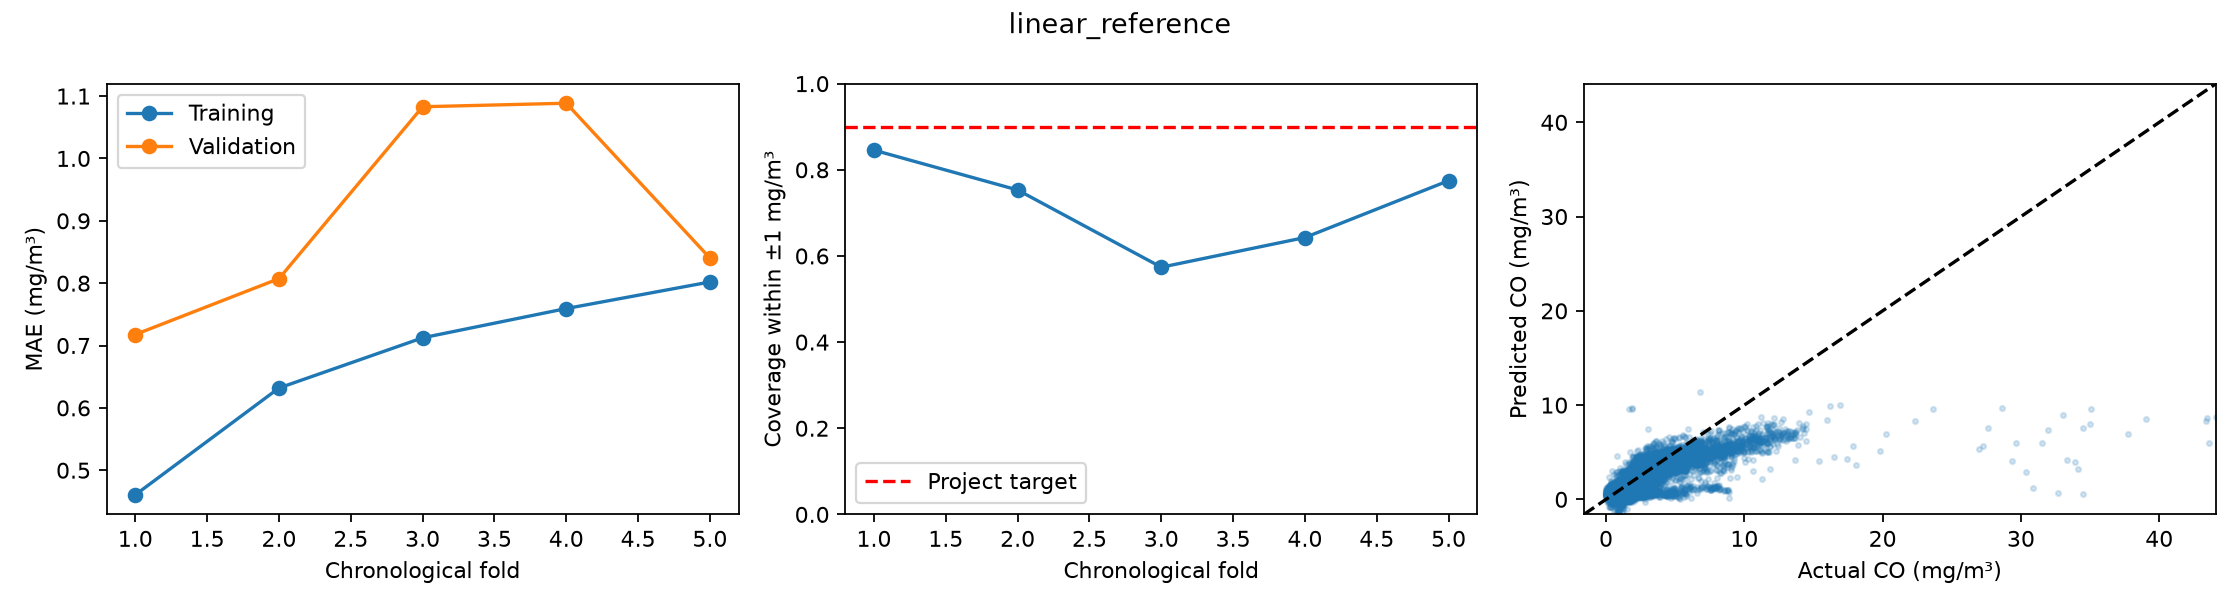 linear_reference
MAE (mg/m³)
1.1
1.0
0.9
0.8
0.7
0.6
0.5
Training
Validation
1.0 1.5 2.0 2.5 3.0 3.5 4.0 4.5 5.0
Chronological fold
Coverage within ±1 mg/m³
1.0
0.8
0.6
0.4
0.2
0.0
Project target
1.0 1.5 2.0 2.5 3.0 3.5 4.0 4.5 5.0
Chronological fold
Predicted CO (mg/m³)
40
30
20
10
0
0 10 20 30 40
Actual CO (mg/m³)